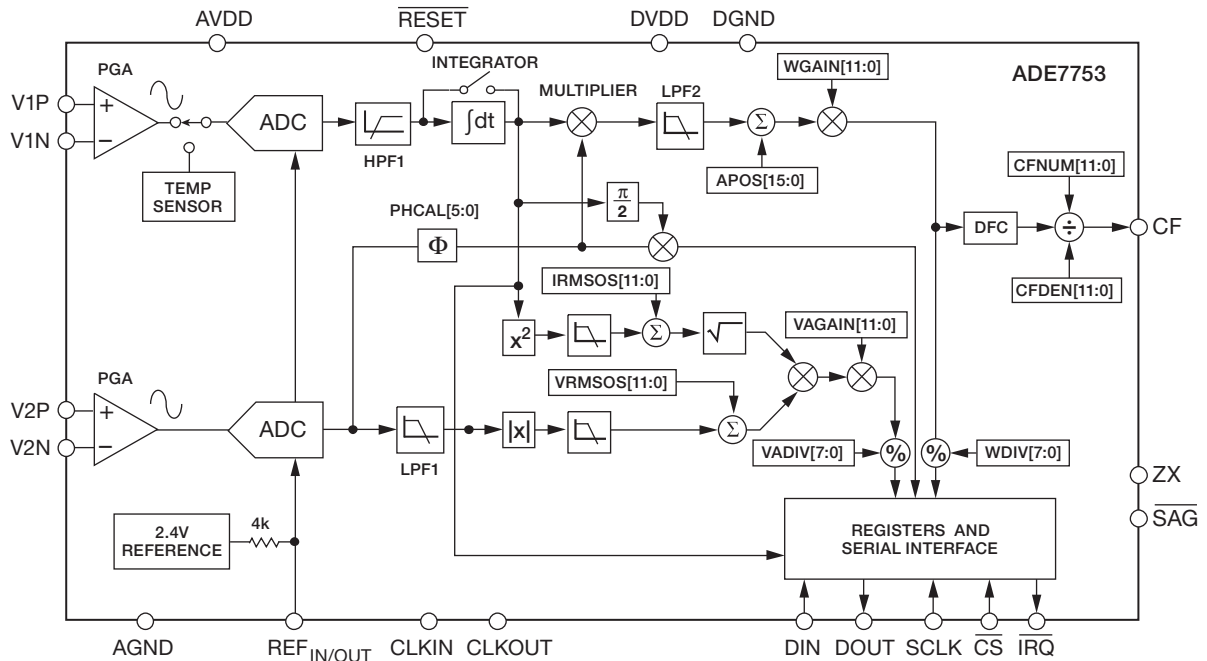 AVDD
RESET
DVDD
DGND
ADE7753
PGA
V1P
V1N
+
−
ADC
TEMP
SENSOR
HPF1
INTEGRATOR
∫dt
MULTIPLIER
LPF2
Σ
WGAIN[11:0]
APOS[15:0]
CFNUM[11:0]
DFC
÷
CF
CFDEN[11:0]
π
2
PHCAL[5:0]
Φ
IRMSOS[11:0]
x²
Σ
√
VAGAIN[11:0]
PGA
V2P
V2N
+
−
ADC
LPF1
|x|
VRMSOS[11:0]
Σ
VADIV[7:0]
%
%
WDIV[7:0]
ZX
SAG
2.4V
REFERENCE
4k
REGISTERS AND
SERIAL INTERFACE
AGND
REF IN/OUT
CLKIN
CLKOUT
DIN
DOUT
SCLK
CS
IRQ